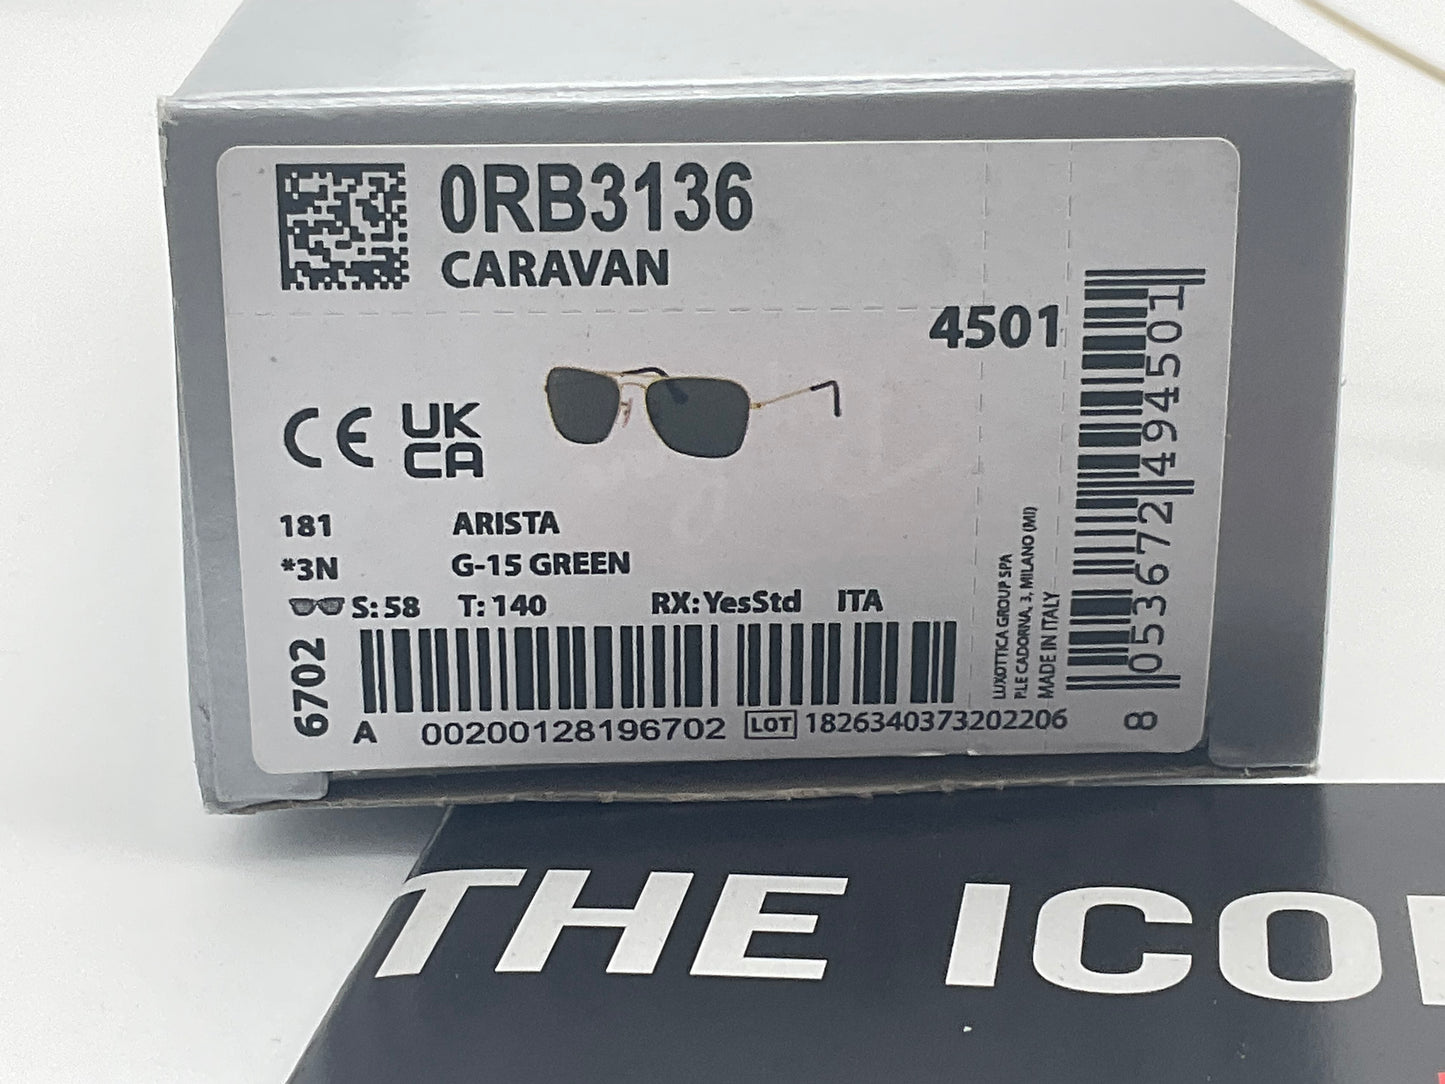 0RB3136
CARAVAN
4501
CE UK
CA
181 ARISTA
*3N G-15 GREEN
S: 58 T: 140 RX: YesStd ITA
6702
A 00200128196702 LOT 1826340373202206
LUXOTTICA GROUP SPA
P.LE CADORNA, 3, MILANO (MI)
MADE IN ITALY
8 053672 494501
THE ICO